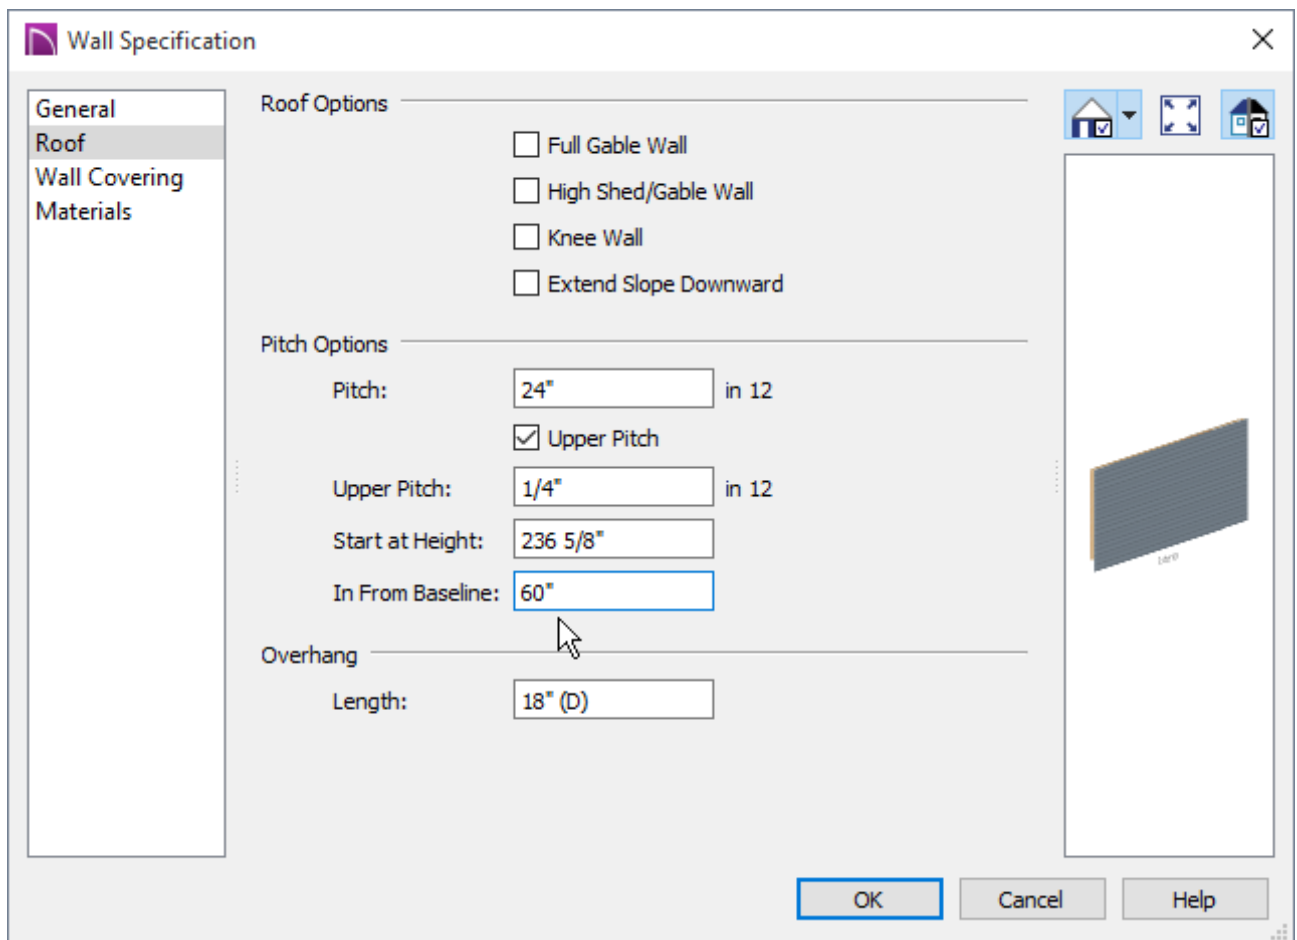 Wall Specification
General
Roof
Wall Covering
Materials
Roof Options
Full Gable Wall
High Shed/Gable Wall
Knee Wall
Extend Slope Downward
Pitch Options
Pitch: 24" in 12
Upper Pitch
Upper Pitch: 1/4" in 12
Start at Height: 236 5/8"
In From Baseline: 60"
Overhang
Length: 18" (D)
OK Cancel Help